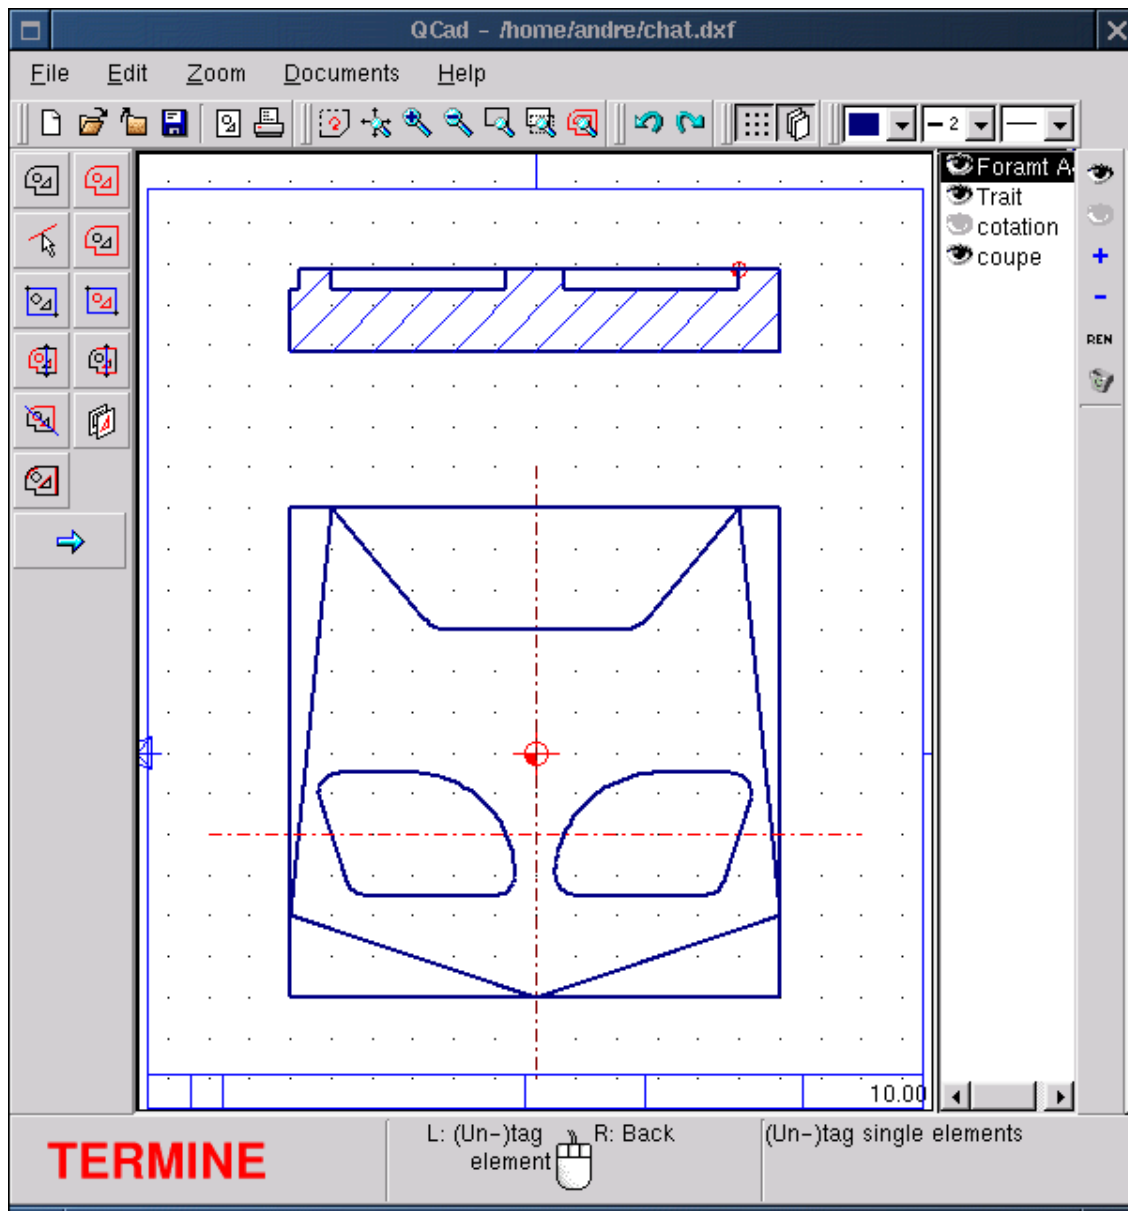 QCad - /home/andre/chat.dxf
File Edit Zoom Documents Help
2
Foramt A
Trait
cotation
coupe
REN
10.00
TERMINE
L: (Un-)tag element R: Back
(Un-)tag single elements